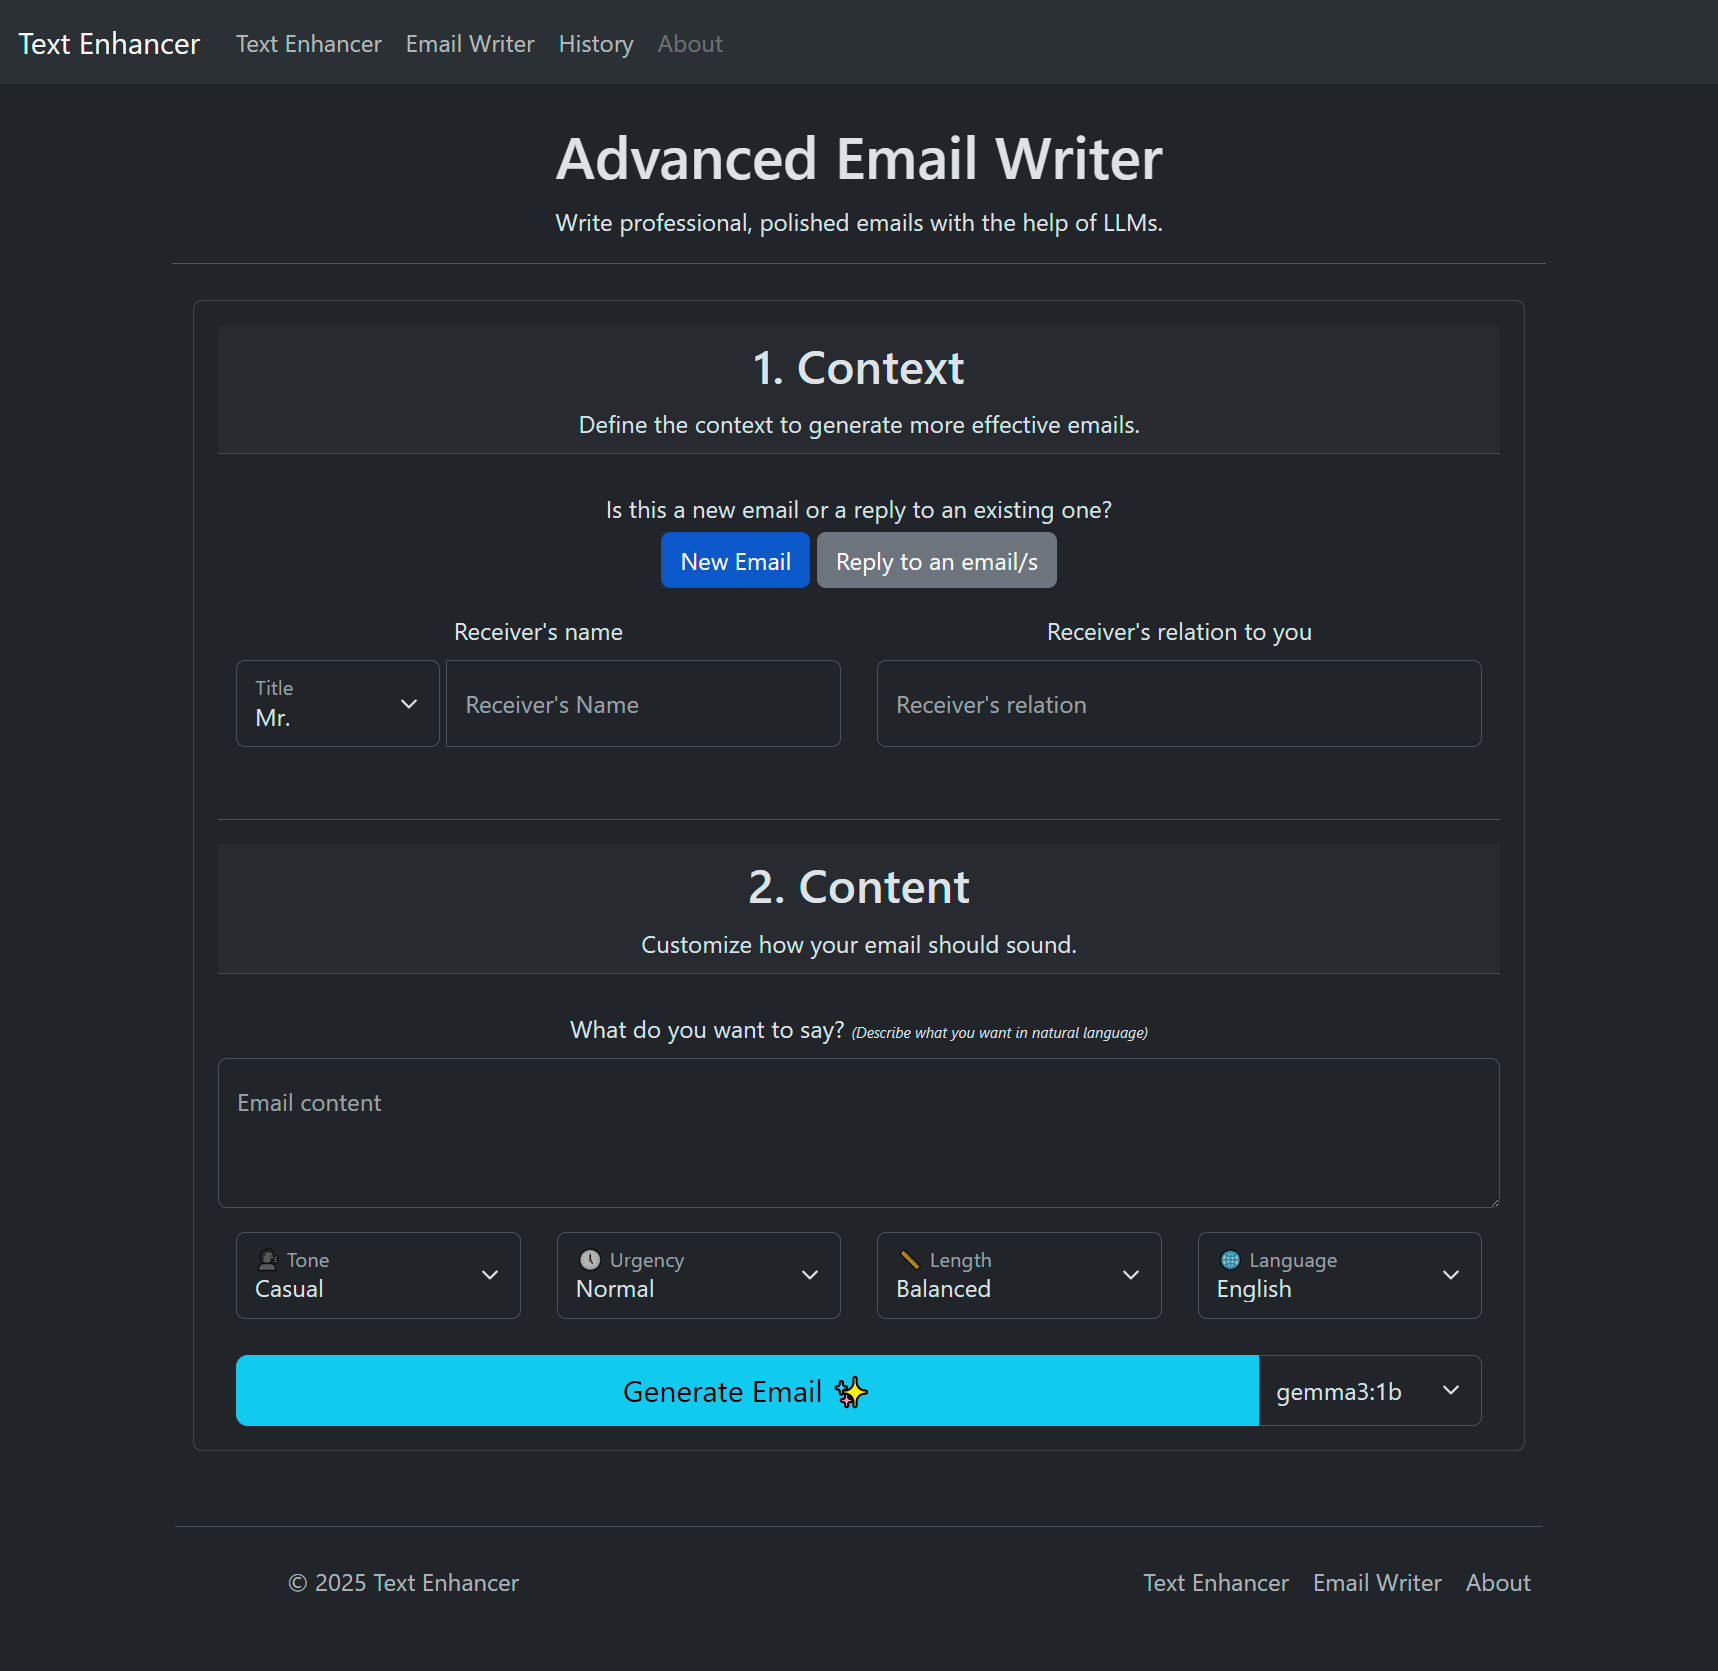 Text Enhancer Text Enhancer Email Writer History About
Advanced Email Writer
Write professional, polished emails with the help of LLMs.
1. Context
Define the context to generate more effective emails.
Is this a new email or a reply to an existing one?
New Email Reply to an email/s
Receiver's name Receiver's relation to you
Title
Mr.
Receiver's Name
Receiver's relation
2. Content
Customize how your email should sound.
What do you want to say? (Describe what you want in natural language)
Email content
Tone
Casual
Urgency
Normal
Length
Balanced
Language
English
Generate Email ✨ gemma3:1b
© 2025 Text Enhancer Text Enhancer Email Writer About